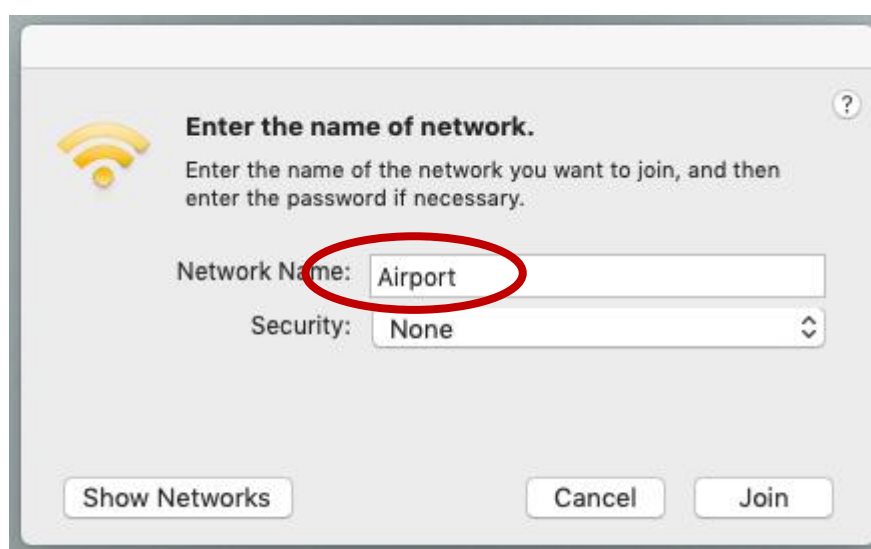 ?
Enter the name of network.
Enter the name of the network you want to join, and then
enter the password if necessary.
Network Name: Airport
Security: None
Show Networks Cancel Join